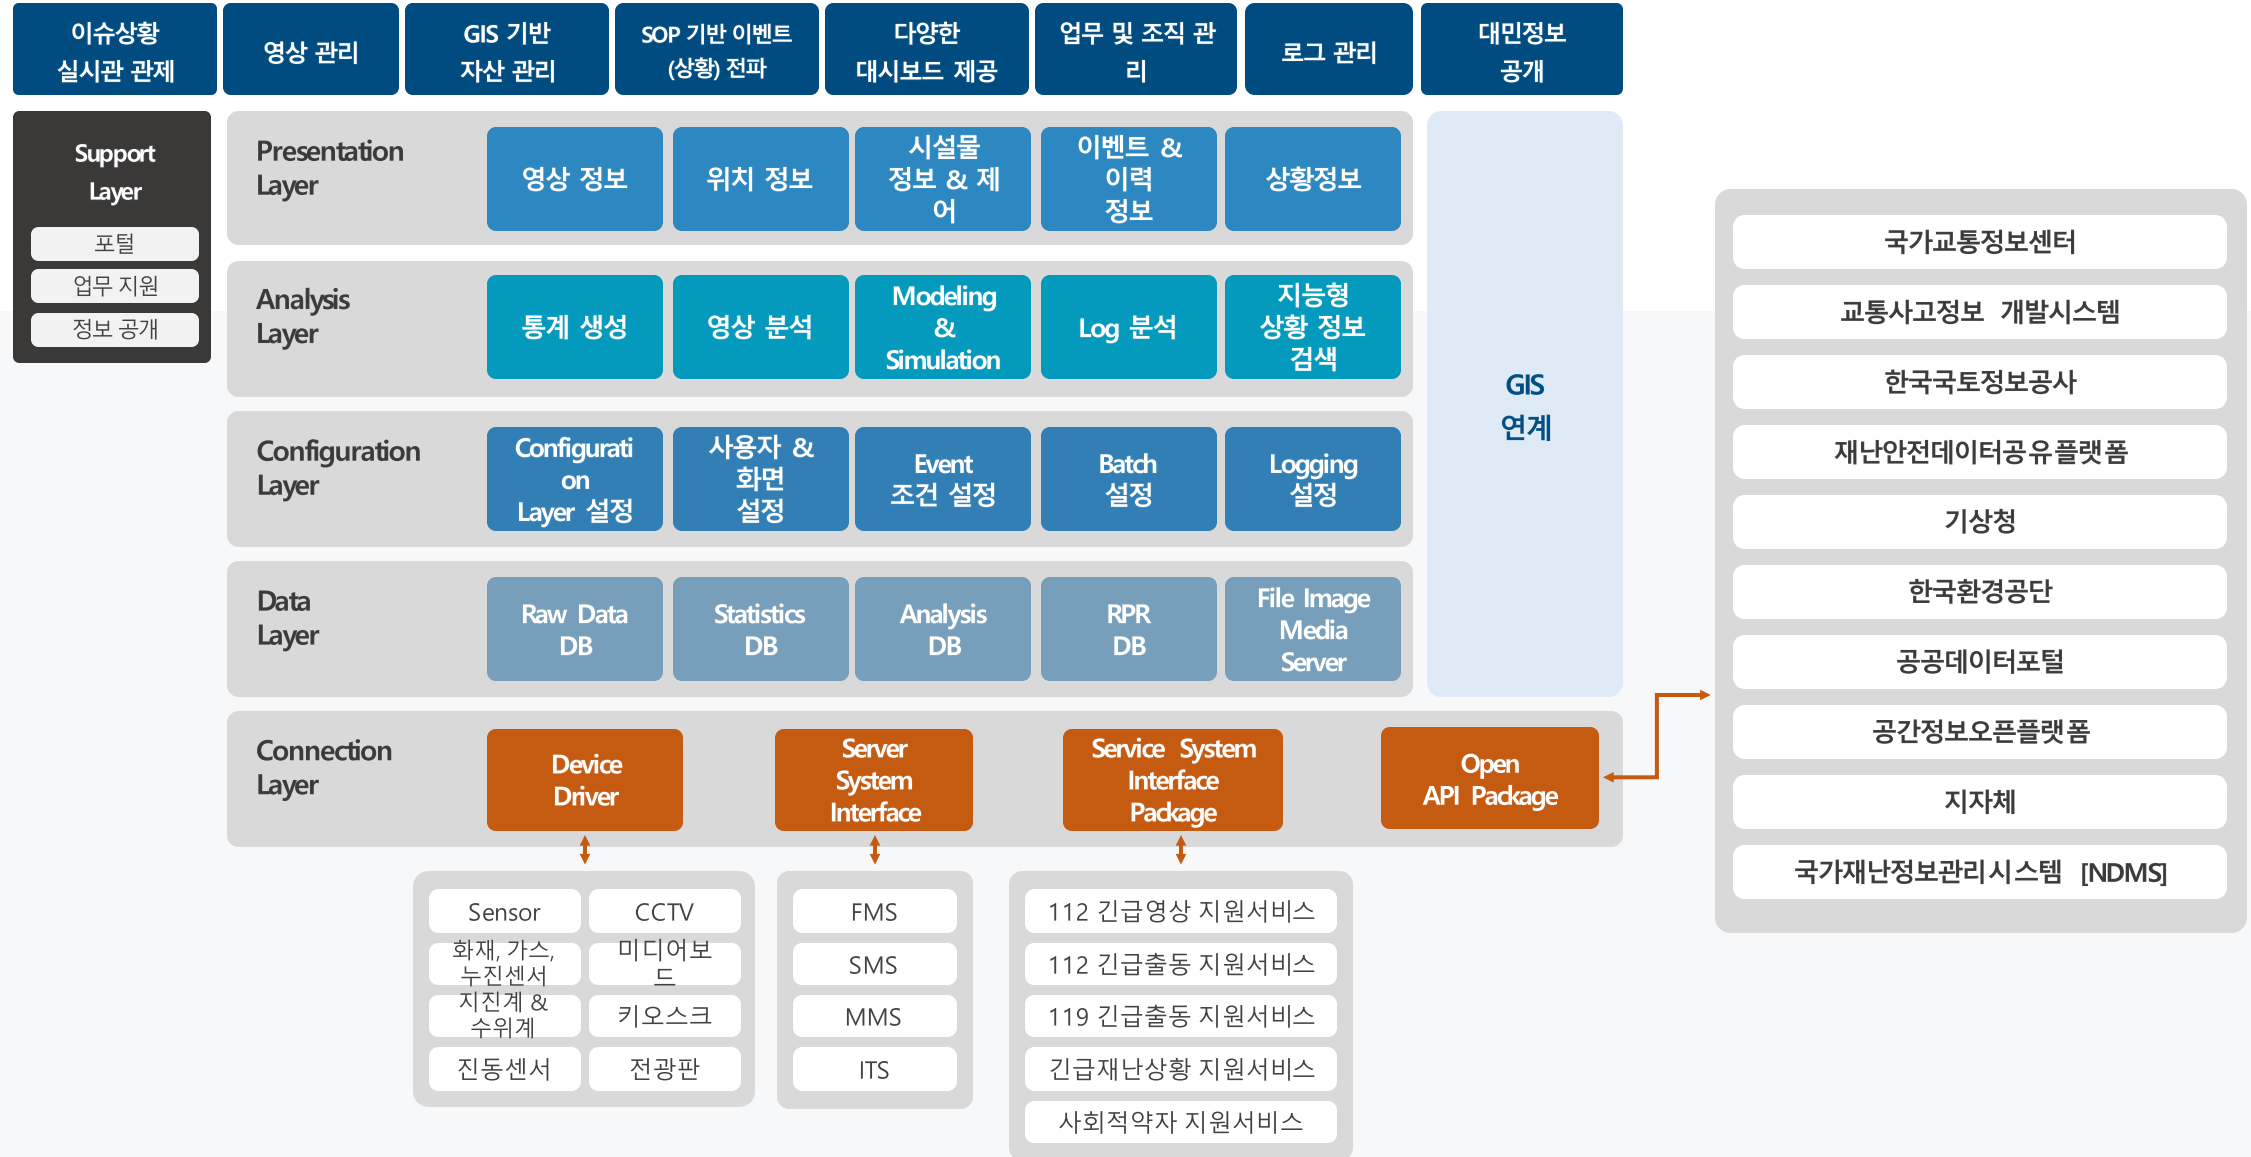 이슈상황
실시관 관제
영상 관리
GIS 기반
자산 관리
SOP 기반 이벤트
(상황) 전파
다양한
대시보드 제공
업무 및 조직 관
리
로그 관리
대민정보
공개
Support
Layer
포털
업무 지원
정보 공개
Presentation
Layer
영상 정보
위치 정보
시설물
정보 & 제
어
이벤트 &
이력
정보
상황정보
Analysis
Layer
통계 생성
영상 분석
Modeling
&
Simulation
Log 분석
지능형
상황 정보
검색
Configuration
Layer
Configurati
on
Layer 설정
사용자 &
화면
설정
Event
조건 설정
Batch
설정
Logging
설정
Data
Layer
Raw Data
DB
Statistics
DB
Analysis
DB
RPR
DB
File Image
Media
Server
GIS
연계
Connection
Layer
Device
Driver
Server
System
Interface
Service System
Interface
Package
Open
API Package
Sensor
CCTV
화재, 가스,
누진센서
미디어보
드
지진계 &
수위계
키오스크
진동센서
전광판
FMS
SMS
MMS
ITS
112 긴급영상 지원서비스
112 긴급출동 지원서비스
119 긴급출동 지원서비스
긴급재난상황 지원서비스
사회적약자 지원서비스
국가교통정보센터
교통사고정보 개발시스템
한국국토정보공사
재난안전데이터공유플랫폼
기상청
한국환경공단
공공데이터포털
공간정보오픈플랫폼
지자체
국가재난정보관리시스템 [NDMS]